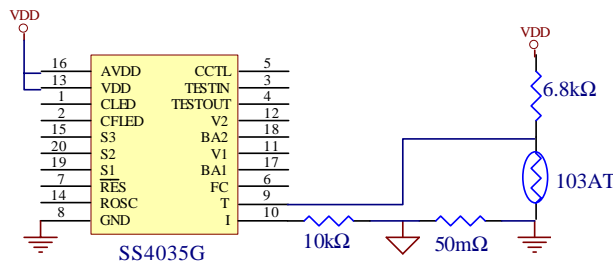 VDD
VDD
16 AVDD CCTL 5
13 VDD TESTIN 3
1 CLED TESTOUT 4
2 CFLED V2 12
15 S3 BA2 18
20 S2 V1 11
19 S1 BA1 17
7 RES FC 6
14 ROSC T 9
8 GND I 10
6.8kΩ
103AT
10kΩ
50mΩ
SS4035G